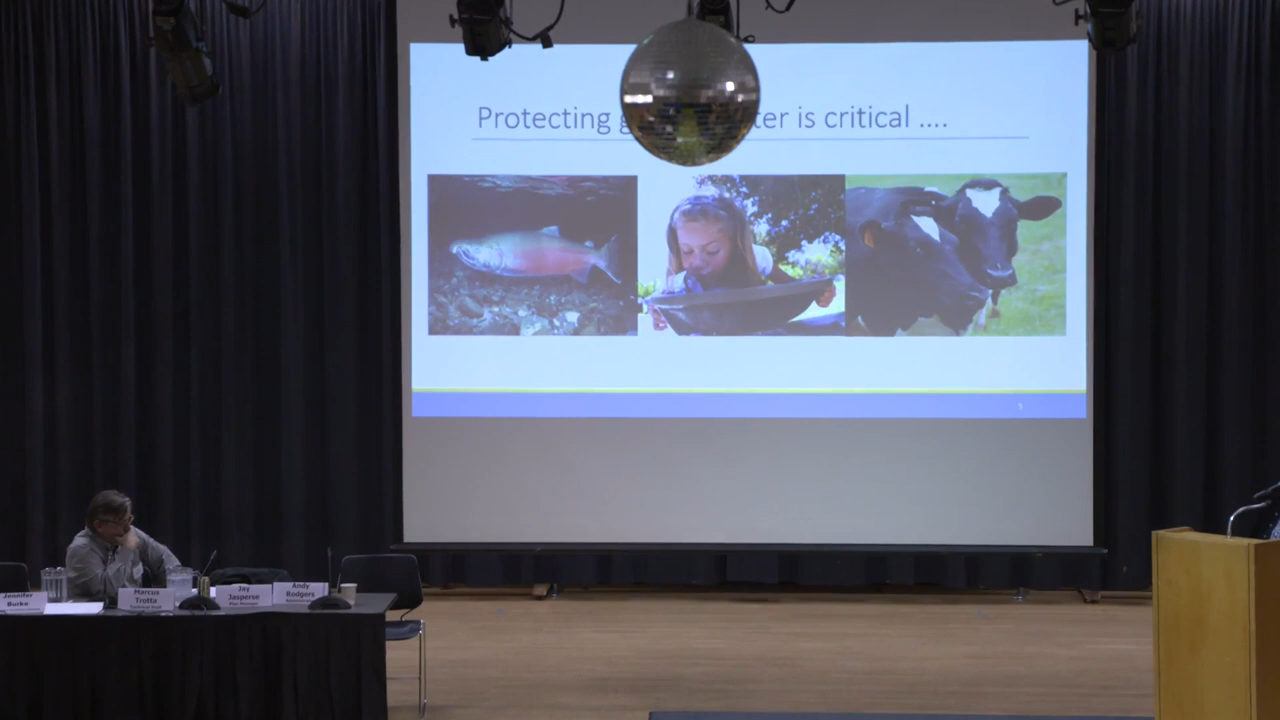 Protecting g ter is critical ....
Jennifer
Burke
Marcus
Trotta
Jay
Jasperse
Andy
Rodgers